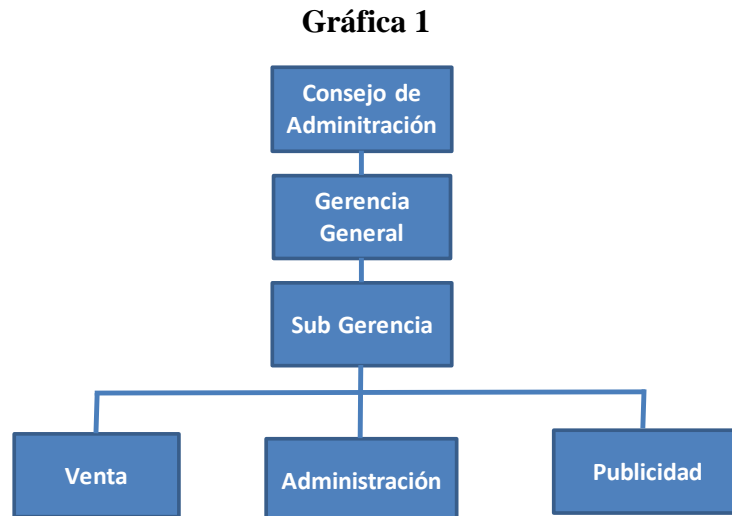 Gráfica 1
Consejo de
Adminitración
Gerencia
General
Sub Gerencia
Venta
Administración
Publicidad